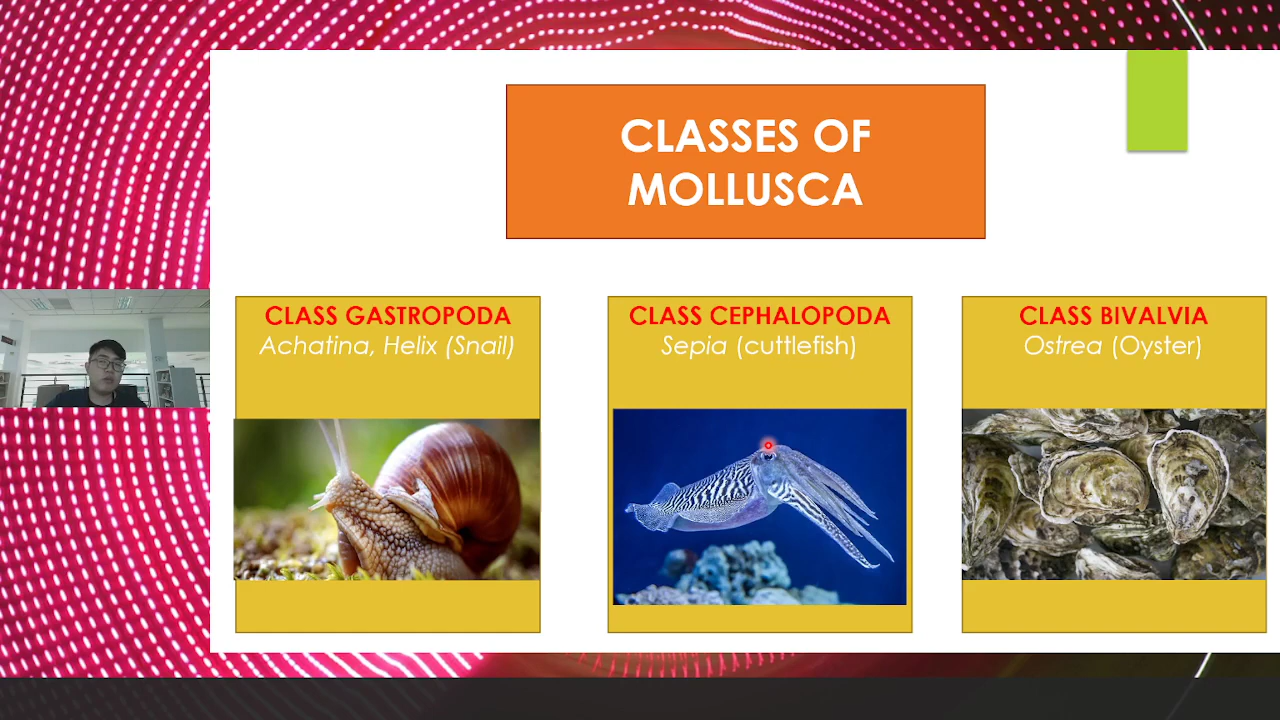 CLASSES OF
MOLLUSCA
CLASS GASTROPODA
Achatina, Helix (Snail)
CLASS CEPHALOPODA
Sepia (cuttlefish)
CLASS BIVALVIA
Ostrea (Oyster)